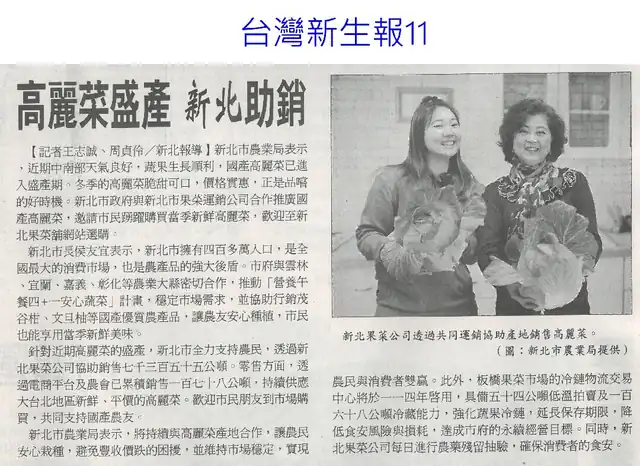 台灣新生報11
高麗菜盛產 新北助銷
【記者王志誠、周貞伶／新北報導】新北市農業局表示
，近期中南部天氣良好，蔬果生長順利，國產高麗菜已進
入盛產期。冬季的高麗菜脆甜可口，價格實惠，正是品嚐
的好時機。新北市政府與新北市果菜運銷公司合作推廣國
產高麗菜，邀請市民踴躍購買當季新鮮高麗菜，歡迎至新
北果菜舖網站選購。
新北市長侯友宜表示，新北市擁有四百多萬人口，是全
國最大的消費市場，也是農產品的強大後盾。市府與雲林
、宜蘭、嘉義、彰化等農業大縣密切合作，推動「營養午
餐四+一安心蔬菜」計畫，穩定市場需求，並協助行銷茂
谷柑、文旦柚等國產優質農產品，讓農友安心種植，市民
也能享用當季新鮮美味。
針對近期高麗菜的盛產，新北市全力支持農民，透過新
北果菜公司協助銷售七千三百五十五公噸。零售方面，透
過電商平台及農會已累積銷售一百七十八公噸，持續供應
大台北地區新鮮、平價的高麗菜。歡迎市民朋友到市場購
買，共同支持國產農友。
新北市農業局表示，將持續與高麗菜產地合作，讓農民
安心栽種，避免豐收價跌的困擾，並維持市場穩定，實現
新北果菜公司透過共同運銷協助產地銷售高麗菜。
（圖：新北市農業局提供）
農民與消費者雙贏。此外，板橋果菜市場的冷鏈物流交易
中心將於一一四年啓用，具備五十四公噸低溫拍賣及一百
六十八公噸冷藏能力，強化蔬果冷鏈，延長保存期限，降
低食安風險與損耗，達成市府的永續經營目標。同時，新
北果菜公司每日進行農藥殘留抽驗，確保消費者的食安。